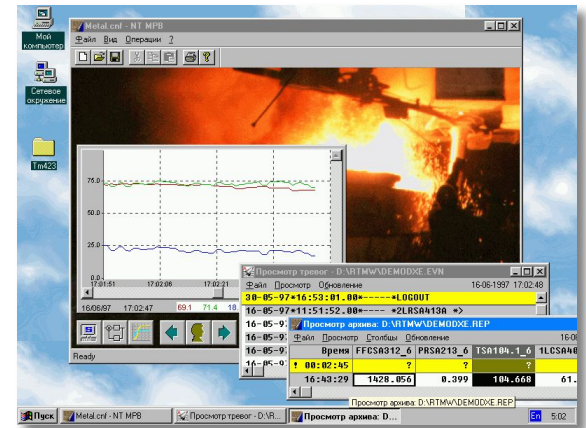 Мой
компьютер
Сетевое
окружение
Tm423
Metal.cnf - NT MPB
Файл Вид Операции ?
75.0
50.0
25.0
0.0
17:01:51 17:02:06 17:02:21
16/06/97 17:02:47 69.1 71.4 18.
Ready
Просмотр тревог - D:\RTMW\DEMODXE.EVN
Файл Просмотр Обновление 16-06-1997 17:02:48
30-05-97*16:53:01.00*-----*LOGOUT
16-05-97*11:51:52.00*---- *2LRSA413A *>
16-05-9
16-05-97
16-05-97
16-05-97
Просмотр архива: D:\RTMW\DEMODXE.REP
Файл Просмотр Столбцы Обновление 16-0
Время FFCSA312_6 PRSA213_6 TSA104.1_6 1LCSA40
! 00:02:45 ? ? ?
16:43:29 1428.056 0.399 104.668 61.
Просмотр архива: D:\RTMW\DEMODXE.REP
Пуск Metal.cnf - NT MPB Просмотр тревог - D:\R... Просмотр архива: D... En 5:02